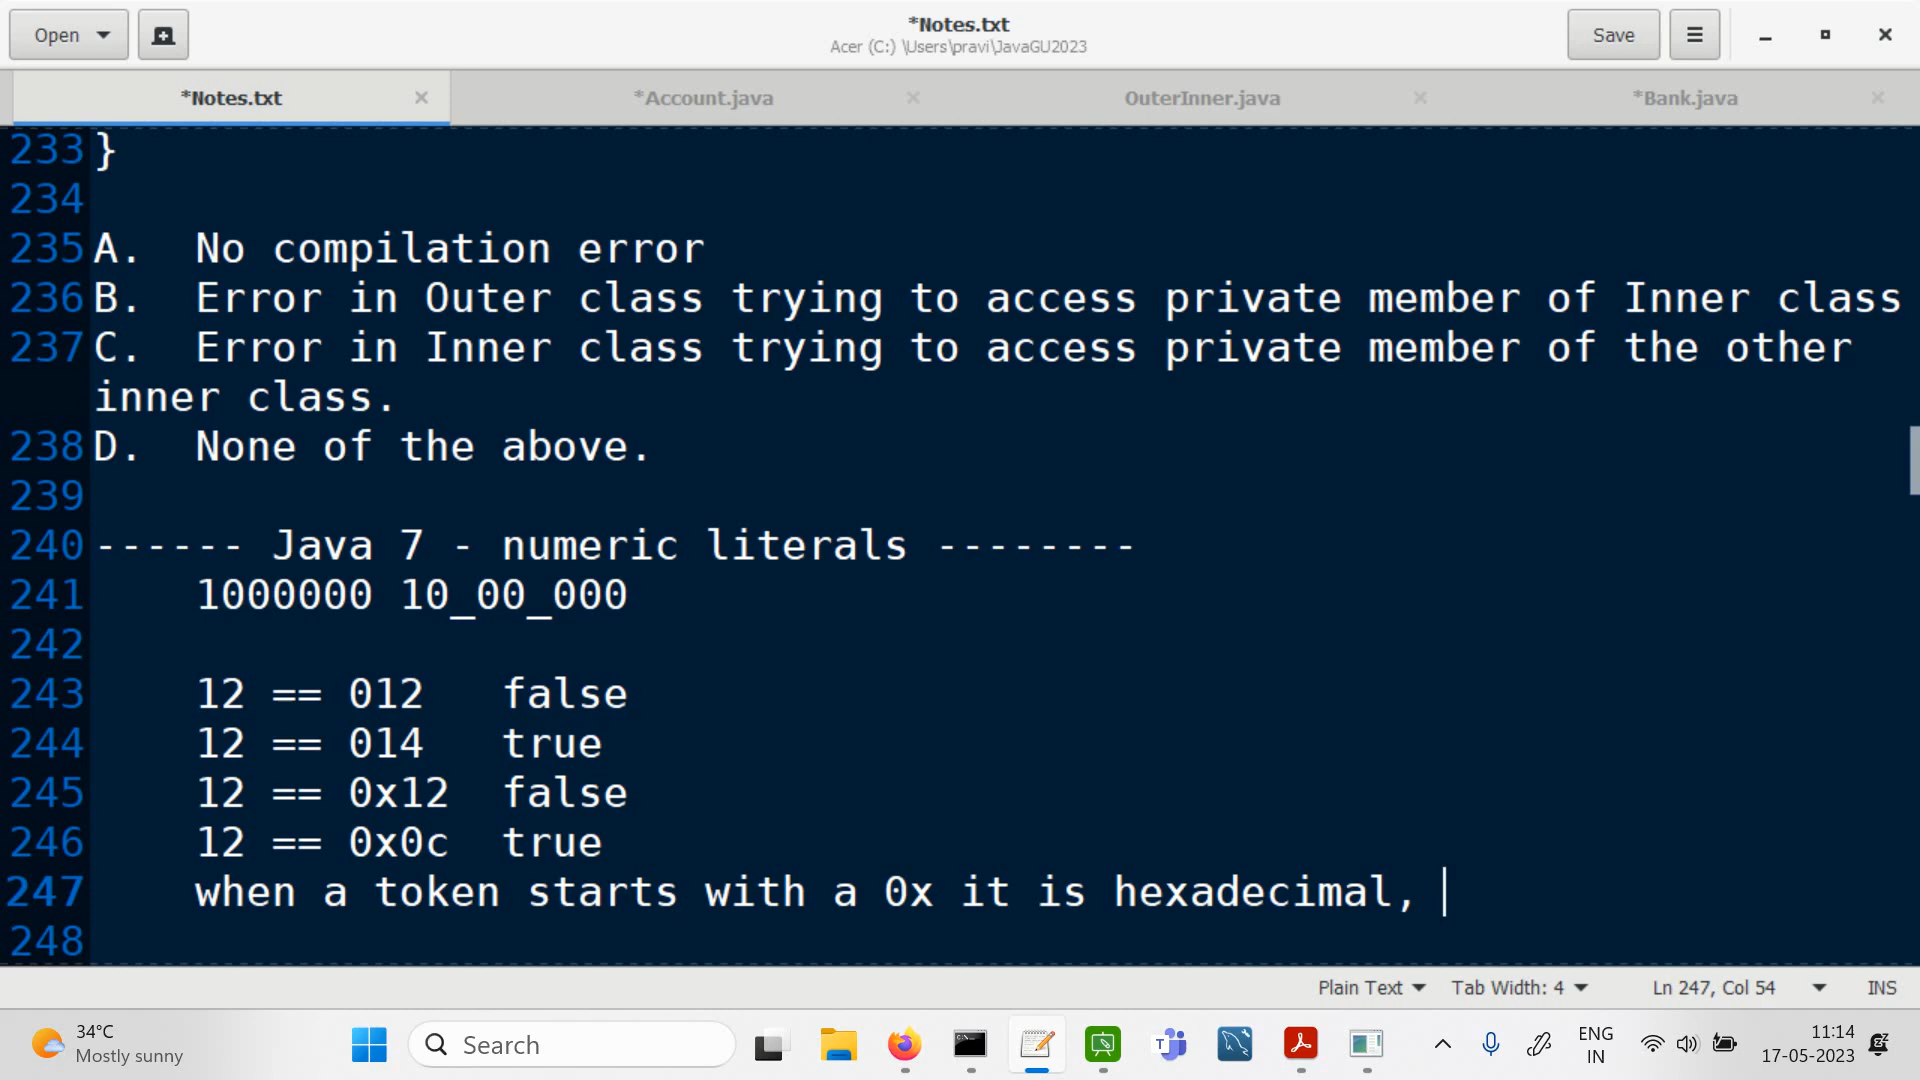 Open
*Notes.txt
Acer (C:) \Users\pravi\JavaGU2023
Save
*Notes.txt
*Account.java
OuterInner.java
*Bank.java
233 }
234
235 A.  No compilation error
236 B.  Error in Outer class trying to access private member of Inner class
237 C.  Error in Inner class trying to access private member of the other
inner class.
238 D.  None of the above.
239
240 ------ Java 7 - numeric literals --------
241     1000000 10_00_000
242
243     12 == 012   false
244     12 == 014   true
245     12 == 0x12  false
246     12 == 0x0c  true
247     when a token starts with a 0x it is hexadecimal,
248
Plain Text
Tab Width: 4
Ln 247, Col 54
INS
34°C
Mostly sunny
Search
ENG
IN
11:14
17-05-2023